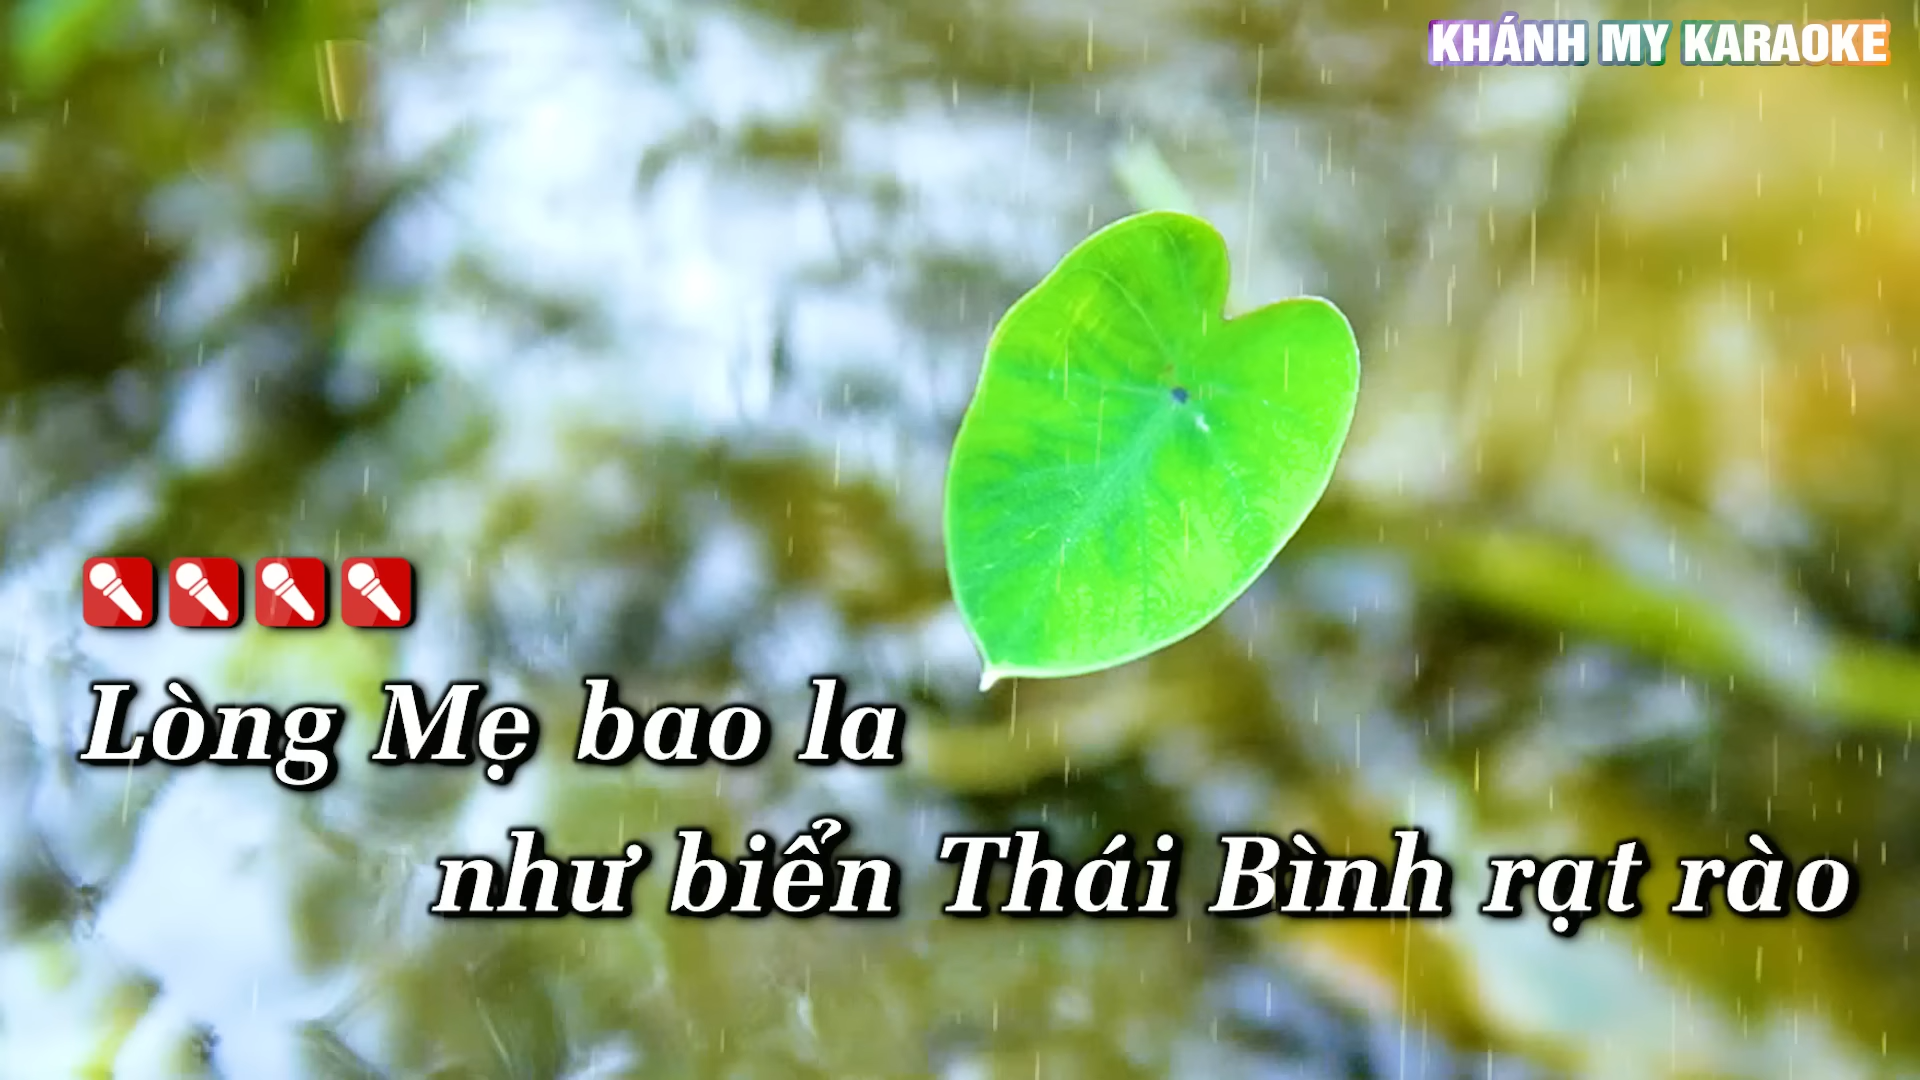 KHÁNH MY KARAOKE
Lòng Mẹ bao la
như biển Thái Bình rạt rào